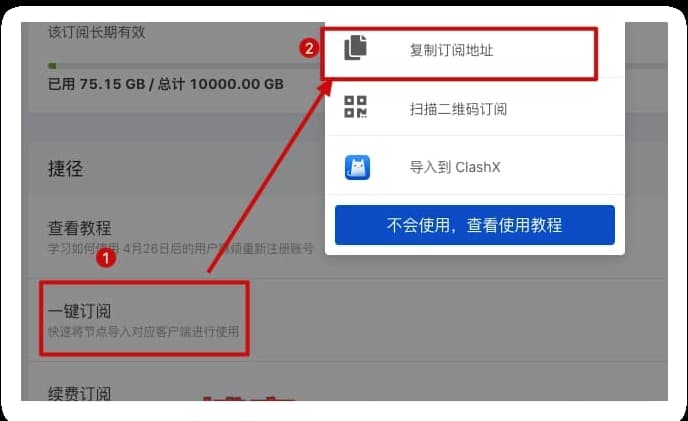 该订阅长期有效
已用 75.15 GB / 总计 10000.00 GB
捷径
查看教程
学习如何使用 4月26日后的用户麻烦重新注册账号
1
一键订阅
快速将节点导入对应客户端进行使用
续费订阅
2
复制订阅地址
扫描二维码订阅
导入到 ClashX
不会使用，查看使用教程